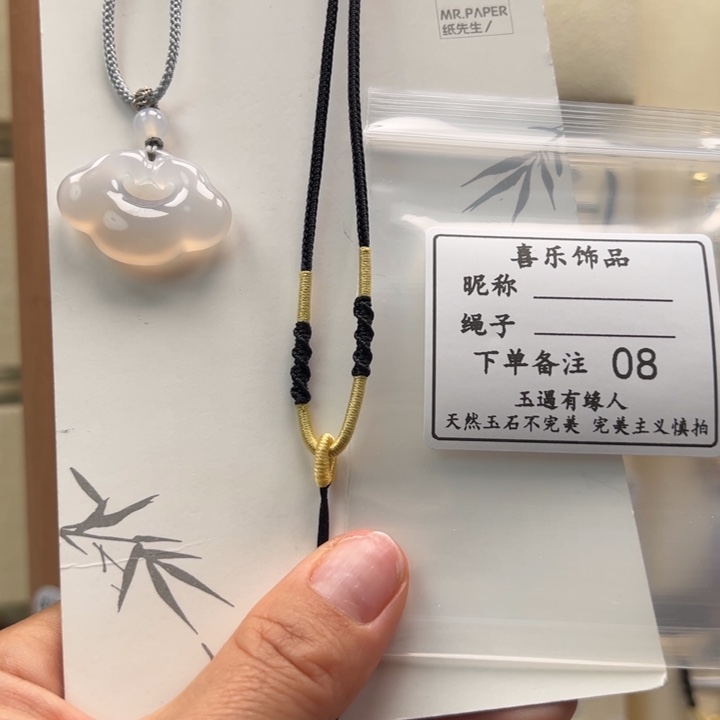 MR.PAPER
纸先生/
喜乐饰品
昵称
绳子
下单备注 08
玉遇有缘人
天然玉石不完美 完美主义慎拍